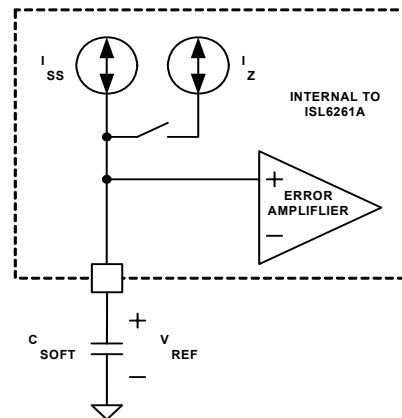 I SS
I Z
INTERNAL TO
ISL6261A
+
ERROR
AMPLIFLIER
–
C SOFT
+
V REF
–